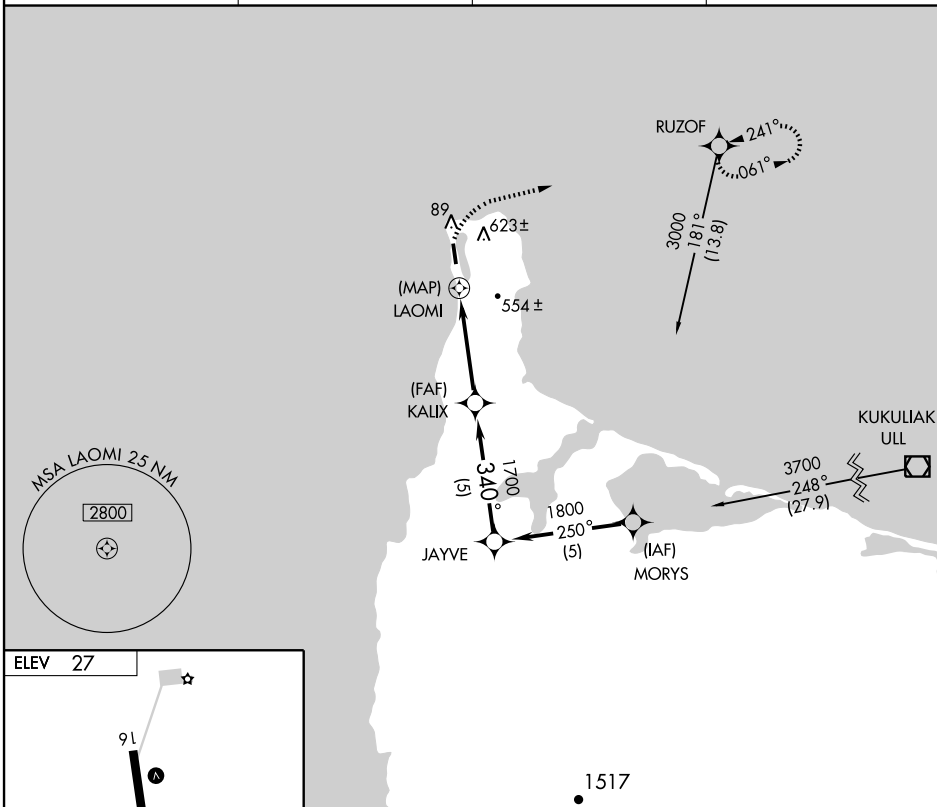 RUZOF
241°
061°
3000
181°
(13.8)
89
623±
(MAP)
LAOMI
554±
(FAF)
KALIX
KUKULIAK
ULL
3700
248°
(27.9)
MSA LAOMI 25 NM
2800
1700
340°
(5)
1800
250°
(5)
JAYVE
(IAF)
MORYS
ELEV 27
16
1517